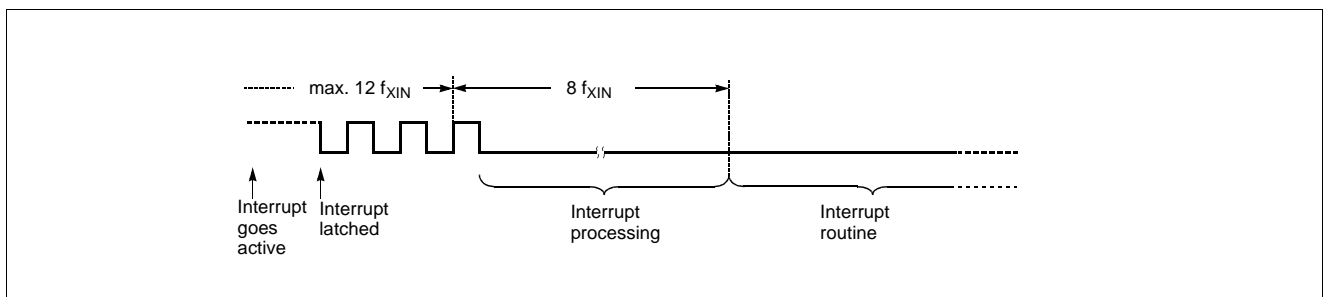 max. 12 fXIN
8 fXIN
Interrupt
goes
active
Interrupt
latched
Interrupt
processing
Interrupt
routine